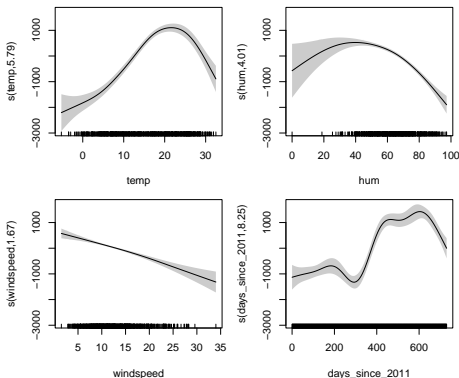 s(temp,5.79)
1000
−1000
−3000
0 10 20 30
temp
s(hum,4.01)
1000
−1000
−3000
0 20 40 60 80 100
hum
s(windspeed,1.67)
1000
−1000
−3000
5 10 15 20 25 30 35
windspeed
s(days_since_2011,8.25)
1000
−1000
−3000
0 200 400 600
days_since_2011